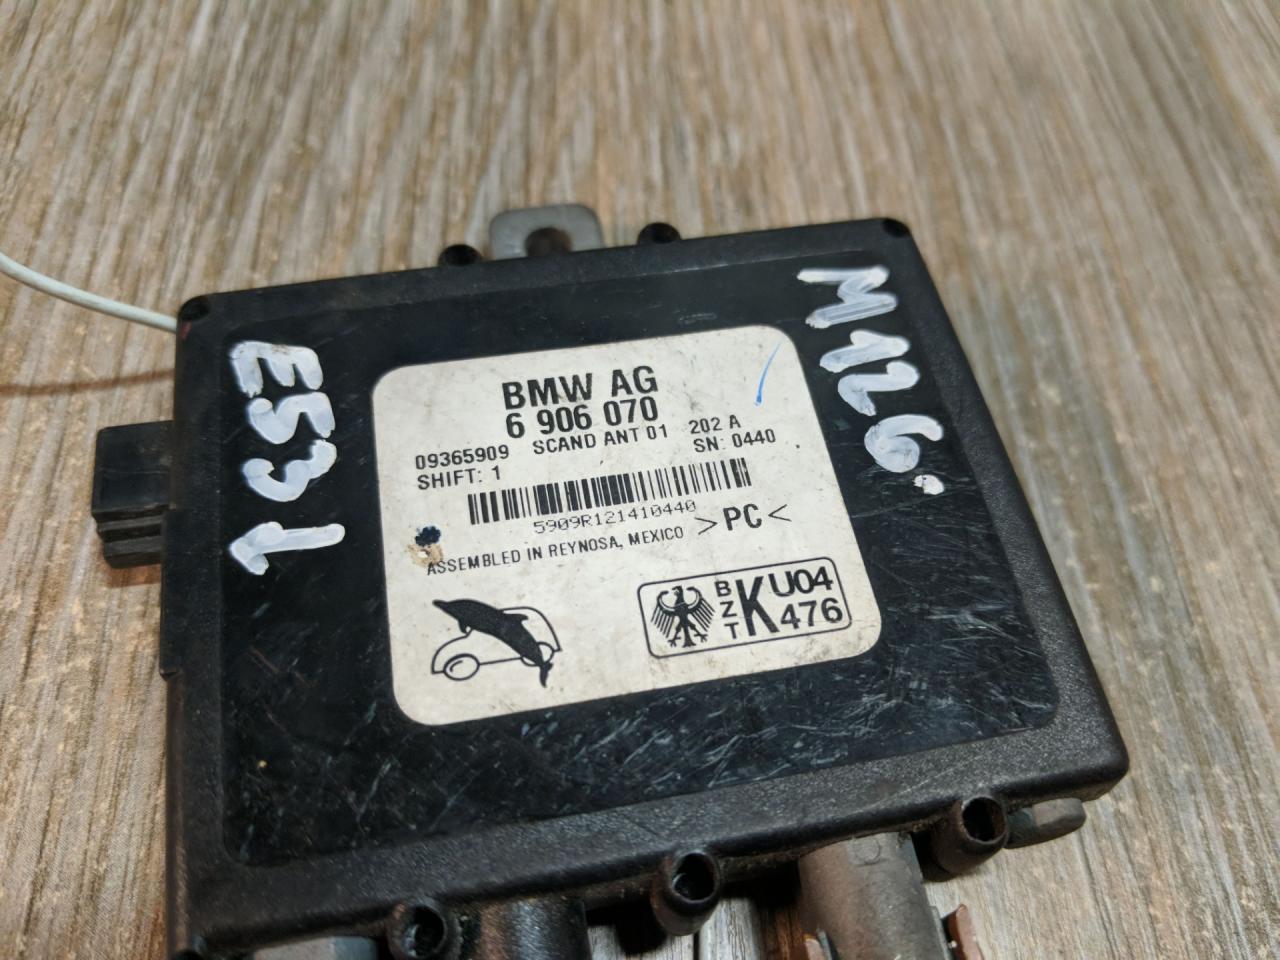 BMW AG
6 906 070
09365909 SCAND ANT 01 202 A
SHIFT: 1 SN: 0440
5909R121410440
ASSEMBLED IN REYNOSA, MEXICO >PC<
BZT K U04 476
E53
M126.